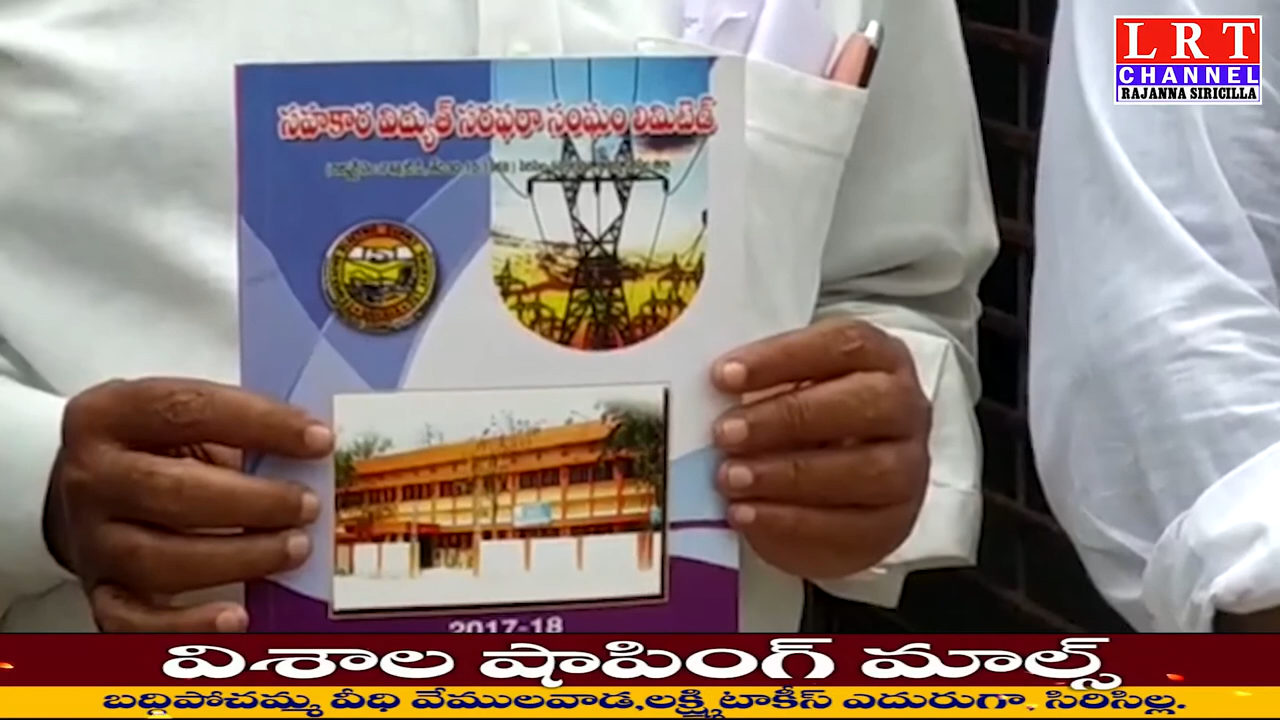 LRT
CHANNEL
RAJANNA SIRICILLA
సహకార విద్యుత్ సరఫరా సంఘం లిమిటెడ్
2017-18
విశాల షాపింగ్ మాల్స్
బద్దిపోచమ్మ వీధి వేములవాడ,లక్ష్మిటాకీస్ ఎదురుగా, సిరిసిల్ల.